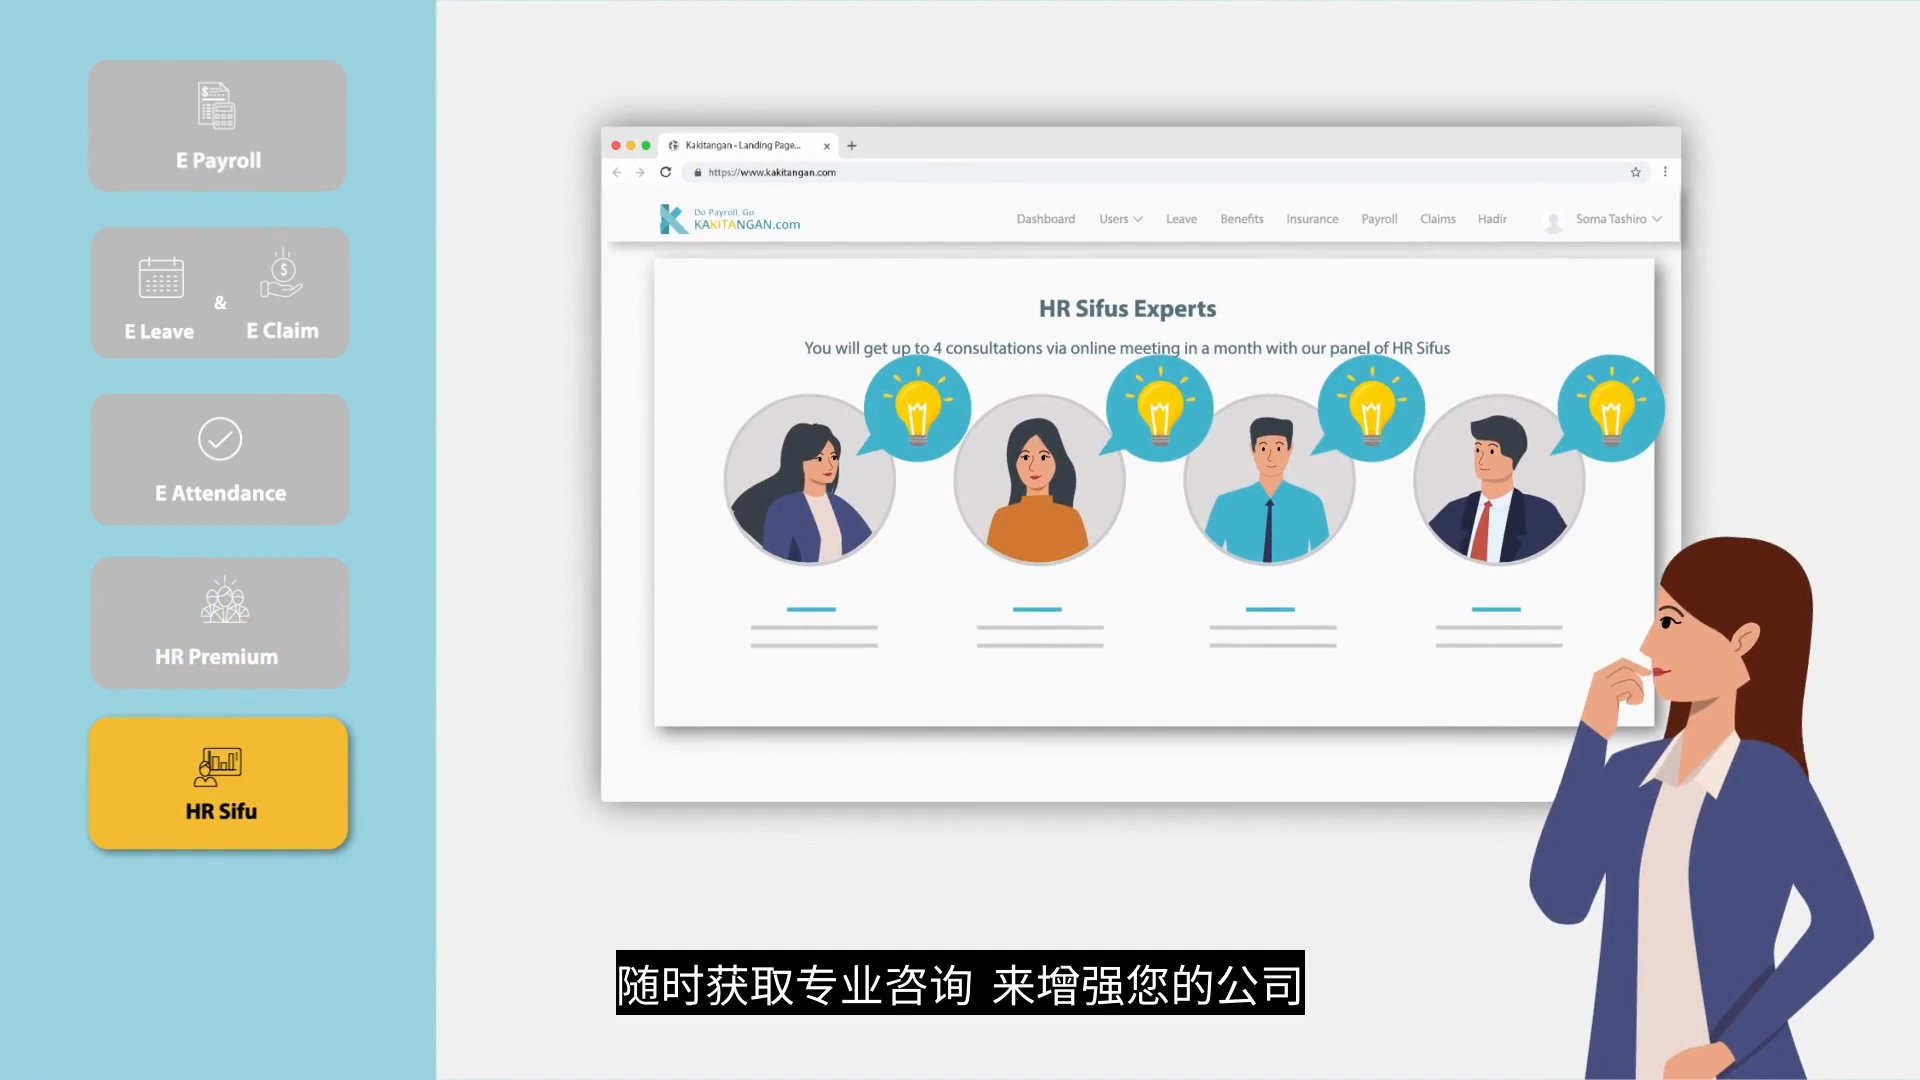 E Payroll
E Leave & E Claim
E Attendance
HR Premium
HR Sifu
Kakitangan - Landing Page...
https://www.kakitangan.com
Do Payroll, Go
KAKITANGAN.com
Dashboard Users Leave Benefits Insurance Payroll Claims Hadir Soma Tashiro
HR Sifus Experts
You will get up to 4 consultations via online meeting in a month with our panel of HR Sifus
随时获取专业咨询 来增强您的公司